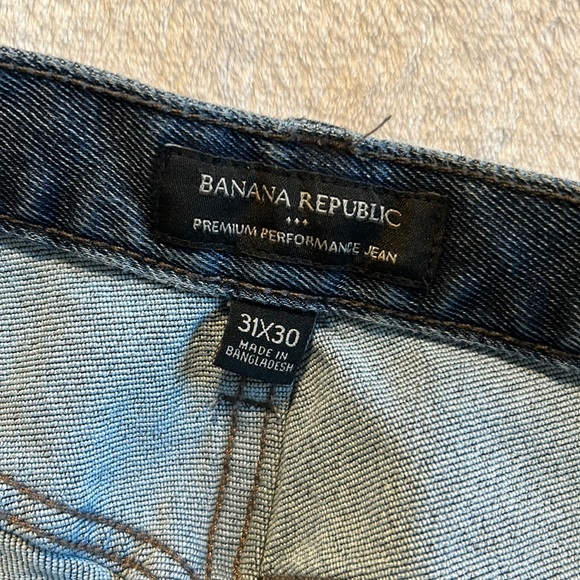 BANANA REPUBLIC
PREMIUM PERFORMANCE JEAN
31X30
MADE IN
BANGLADESH